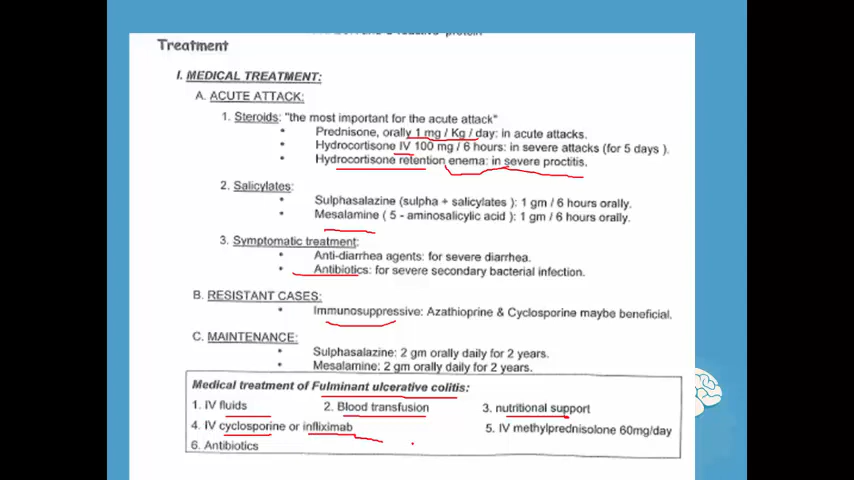 Treatment
I. MEDICAL TREATMENT:
A. ACUTE ATTACK:
1. Steroids: "the most important for the acute attack"
• Prednisone, orally 1 mg / Kg / day: in acute attacks.
• Hydrocortisone IV 100 mg / 6 hours: in severe attacks (for 5 days ).
• Hydrocortisone retention enema: in severe proctitis.
2. Salicylates:
• Sulphasalazine (sulpha + salicylates ): 1 gm / 6 hours orally.
• Mesalamine ( 5 - aminosalicylic acid ): 1 gm / 6 hours orally.
3. Symptomatic treatment:
• Anti-diarrhea agents: for severe diarrhea.
• Antibiotics: for severe secondary bacterial infection.
B. RESISTANT CASES:
• Immunosuppressive: Azathioprine & Cyclosporine maybe beneficial.
C. MAINTENANCE:
• Sulphasalazine: 2 gm orally daily for 2 years.
• Mesalamine: 2 gm orally daily for 2 years.
Medical treatment of Fulminant ulcerative colitis:
1. IV fluids 2. Blood transfusion 3. nutritional support
4. IV cyclosporine or infliximab 5. IV methylprednisolone 60mg/day
6. Antibiotics